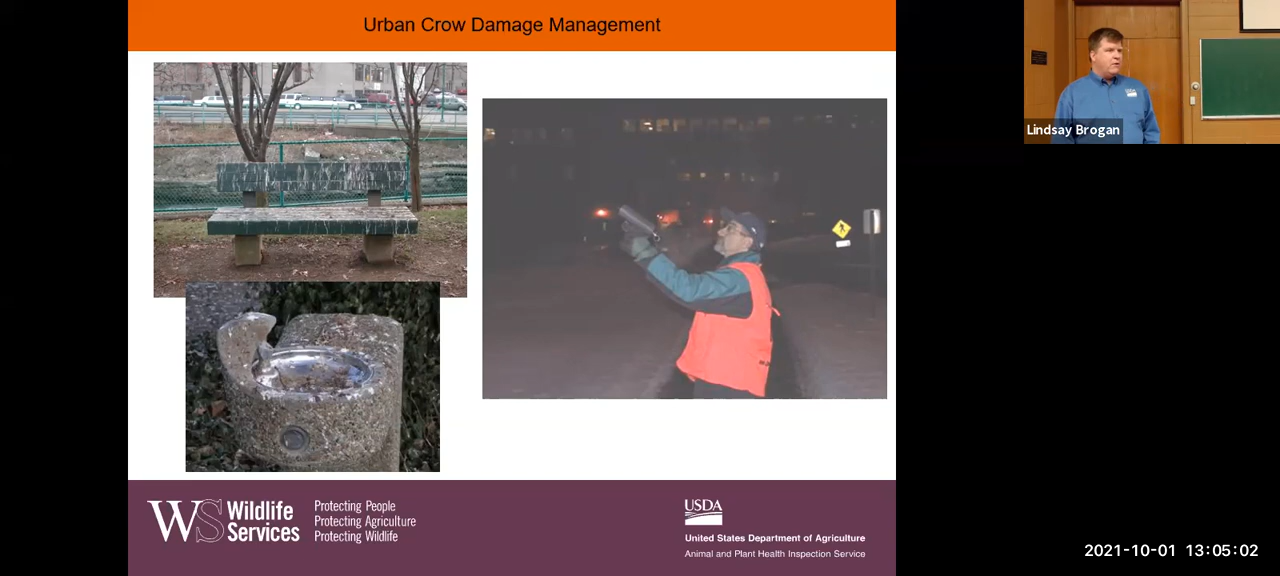 Urban Crow Damage Management
Lindsay Brogan
USDA
WS Wildlife
Services
Protecting People
Protecting Agriculture
Protecting Wildlife
USDA
United States Department of Agriculture
Animal and Plant Health Inspection Service
2021-10-01 13:05:02